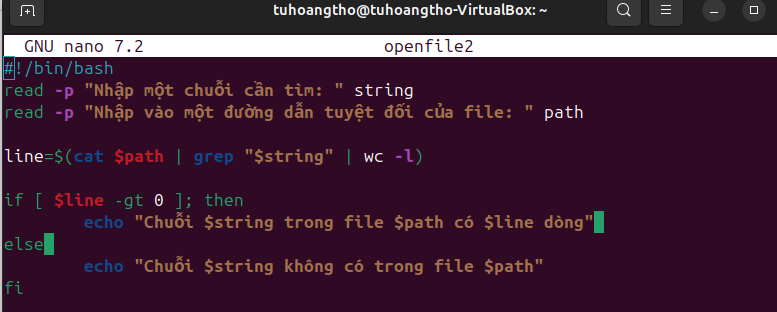 tuhoangtho@tuhoangtho-VirtualBox: ~
GNU nano 7.2 openfile2
#!/bin/bash
read -p "Nhập một chuỗi cần tìm: " string
read -p "Nhập vào một đường dẫn tuyệt đối của file: " path
line=$(cat $path | grep "$string" | wc -l)
if [ $line -gt 0 ]; then
echo "Chuỗi $string trong file $path có $line dòng"
else
echo "Chuỗi $string không có trong file $path"
fi